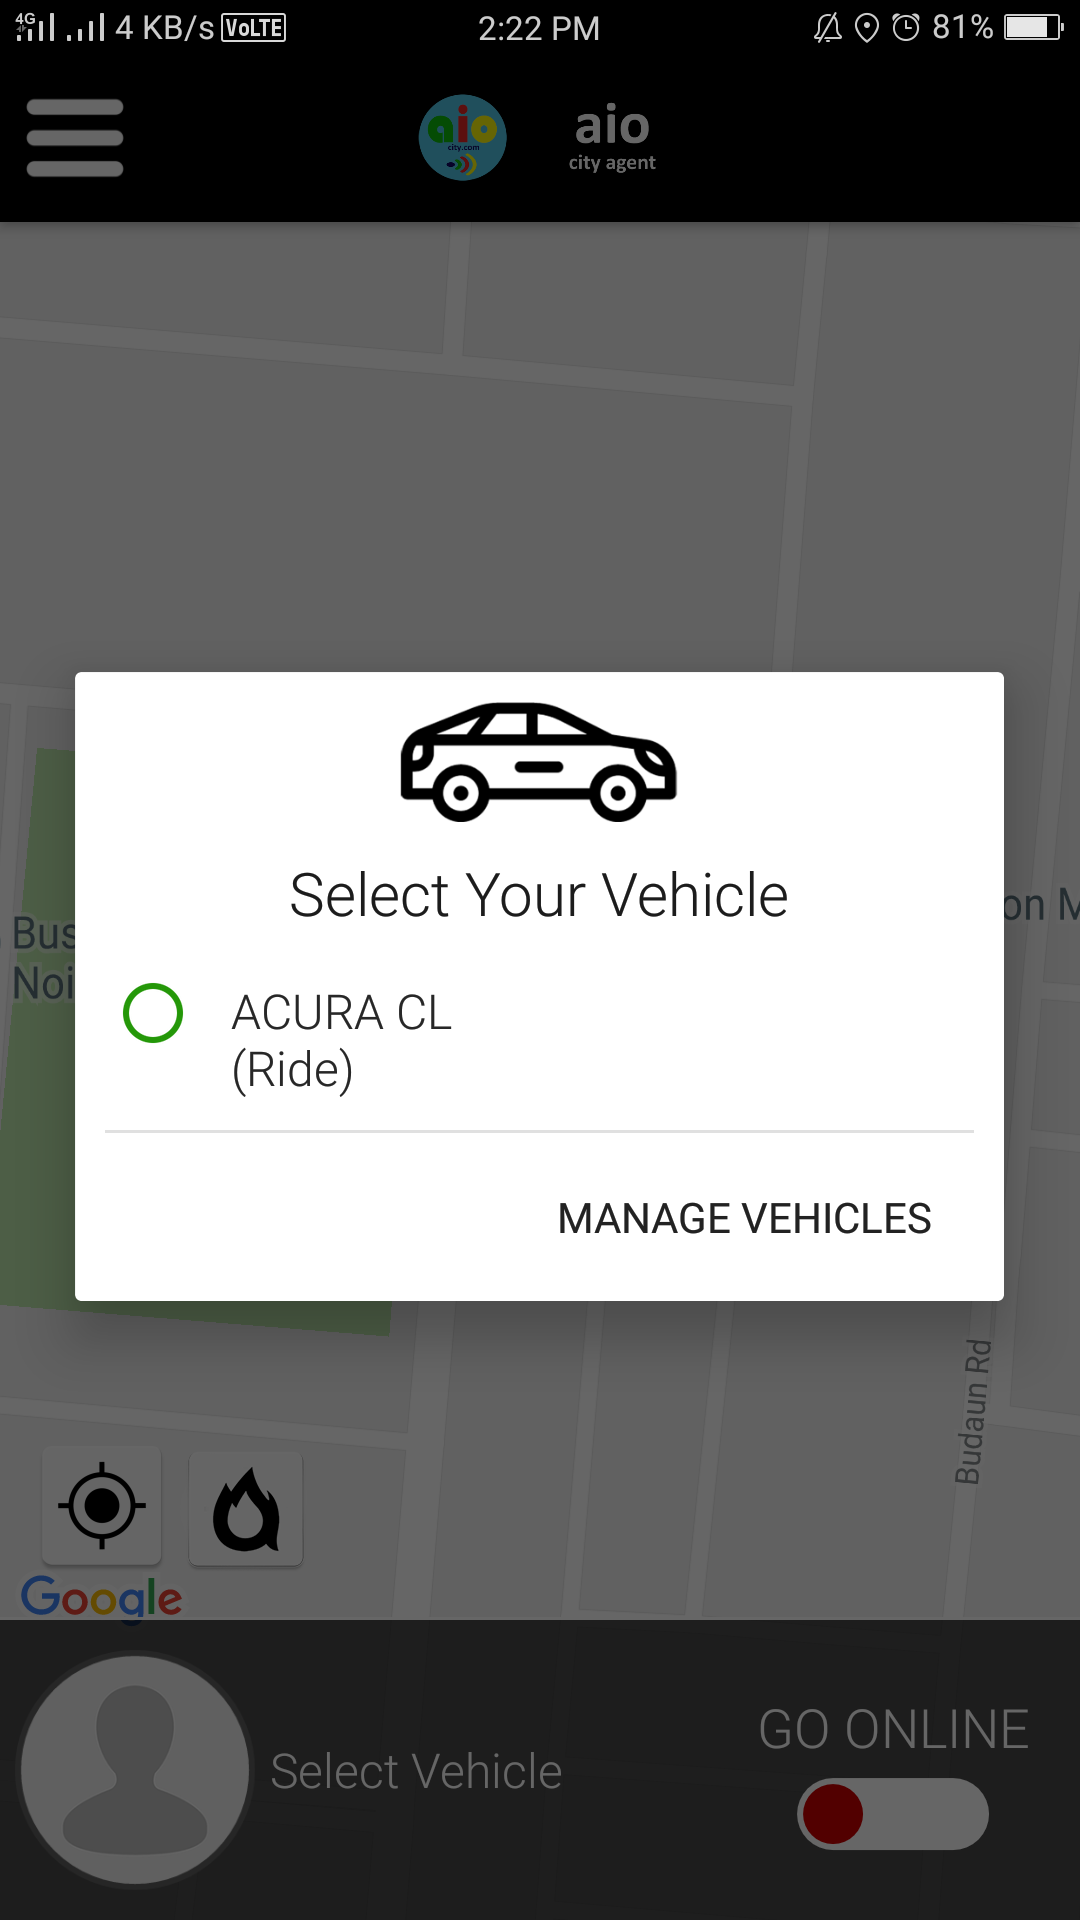 4G 4 KB/s VoLTE 2:22 PM 81%
aio
city.com
aio
city agent
Select Your Vehicle
on M
Bus
Noi
ACURA CL
(Ride)
MANAGE VEHICLES
Budaun Rd
Google
GO ONLINE
Select Vehicle